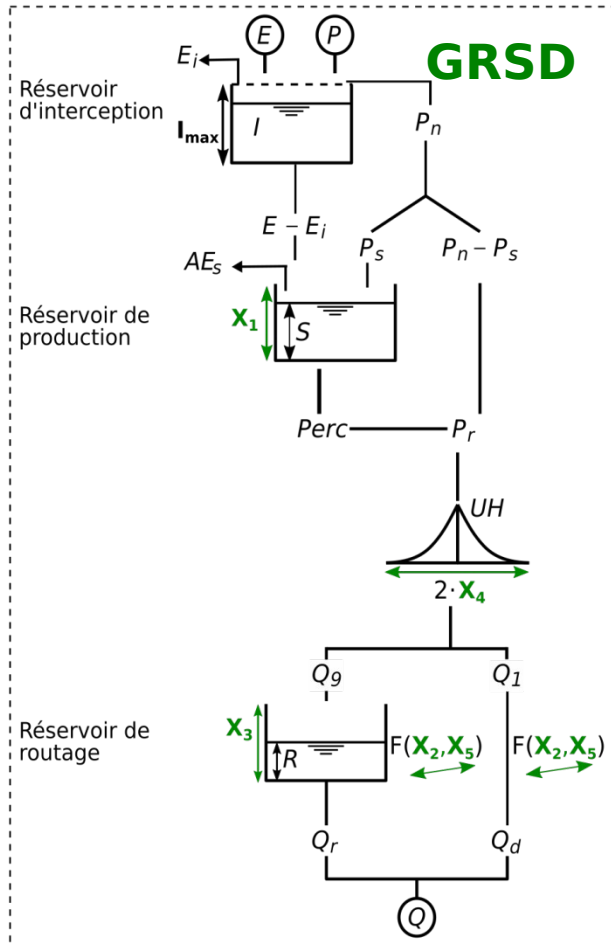 GRSD
E
P
Ei
Réservoir
d'interception
Imax
I
Pn
E – Ei
Ps
Pn – Ps
AEs
Réservoir de
production
X1
S
Perc
Pr
UH
2·X4
Q9
Q1
Réservoir de
routage
X3
R
F(X2,X5)
F(X2,X5)
Qr
Qd
Q